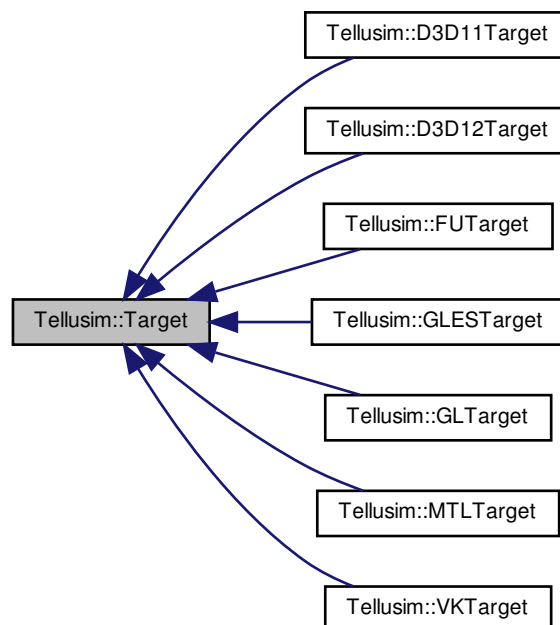 Tellusim::D3D11Target
Tellusim::D3D12Target
Tellusim::FUTarget
Tellusim::Target
Tellusim::GLESTarget
Tellusim::GLTarget
Tellusim::MTLTarget
Tellusim::VKTarget